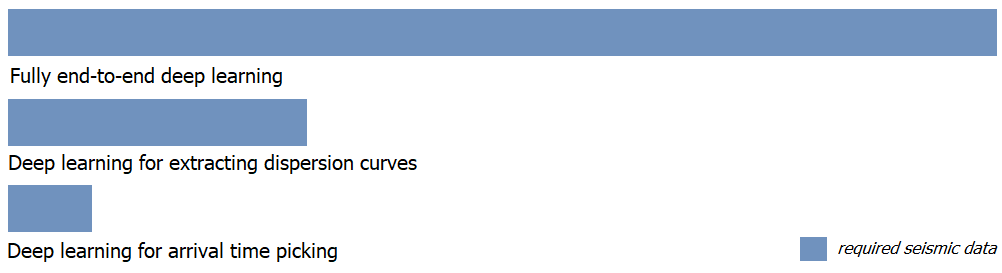 Fully end-to-end deep learning
Deep learning for extracting dispersion curves
Deep learning for arrival time picking
required seismic data